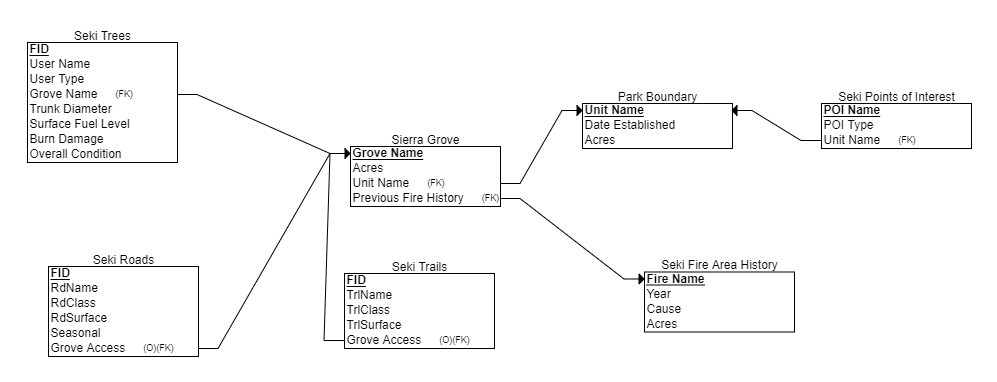 Seki Trees
FID
User Name
User Type
Grove Name (FK)
Trunk Diameter
Surface Fuel Level
Burn Damage
Overall Condition
Sierra Grove
Grove Name
Acres
Unit Name (FK)
Previous Fire History (FK)
Park Boundary
Unit Name
Date Established
Acres
Seki Points of Interest
POI Name
POI Type
Unit Name (FK)
Seki Roads
FID
RdName
RdClass
RdSurface
Seasonal
Grove Access (O)(FK)
Seki Trails
FID
TrlName
TrlClass
TrlSurface
Grove Access (O)(FK)
Seki Fire Area History
Fire Name
Year
Cause
Acres